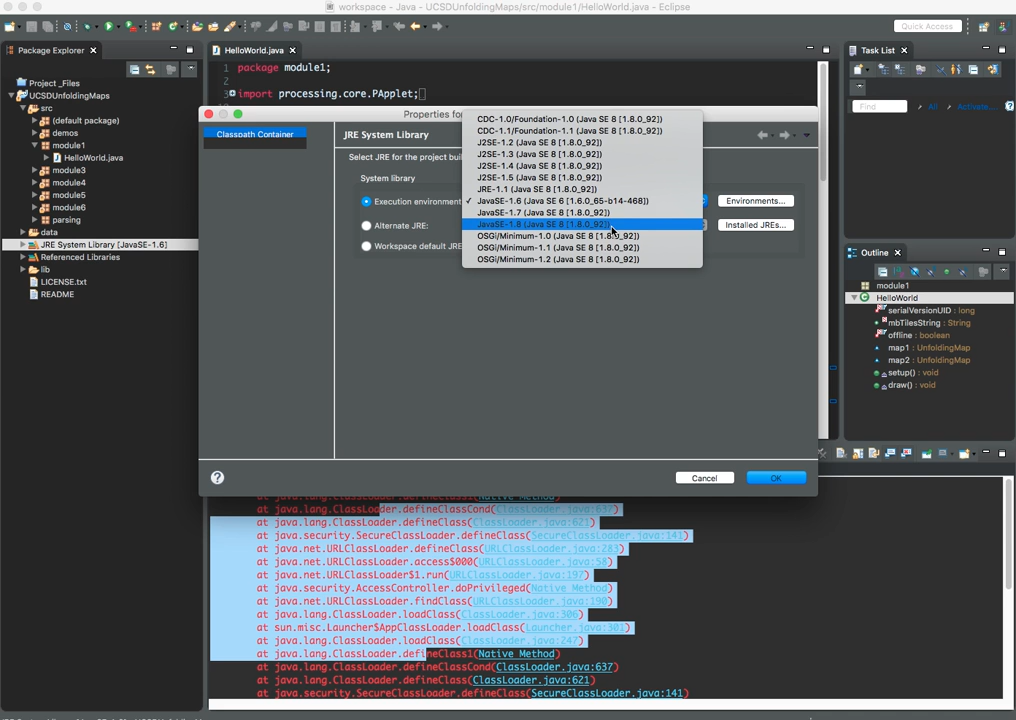 workspace - Java - UCSDUnfoldingMaps/src/module1/HelloWorld.java - Eclipse
Quick Access
Package Explorer
Project _Files
UCSDUnfoldingMaps
src
(default package)
demos
module1
HelloWorld.java
module3
module4
module5
module6
parsing
data
JRE System Library [JavaSE-1.6]
Referenced Libraries
lib
LICENSE.txt
README
HelloWorld.java
1 package module1;
2
3 import processing.core.PApplet;
Properties for
Classpath Container
JRE System Library
Select JRE for the project buil
System library
Execution environment
Alternate JRE:
Workspace default JRE
CDC-1.0/Foundation-1.0 (Java SE 8 [1.8.0_92])
CDC-1.1/Foundation-1.1 (Java SE 8 [1.8.0_92])
J2SE-1.2 (Java SE 8 [1.8.0_92])
J2SE-1.3 (Java SE 8 [1.8.0_92])
J2SE-1.4 (Java SE 8 [1.8.0_92])
J2SE-1.5 (Java SE 8 [1.8.0_92])
JRE-1.1 (Java SE 8 [1.8.0_92])
✓ JavaSE-1.6 (Java SE 6 [1.6.0_65-b14-468])
JavaSE-1.7 (Java SE 8 [1.8.0_92])
JavaSE-1.8 (Java SE 8 [1.8.0_92])
OSGi/Minimum-1.0 (Java SE 8 [1.8.0_92])
OSGi/Minimum-1.1 (Java SE 8 [1.8.0_92])
OSGi/Minimum-1.2 (Java SE 8 [1.8.0_92])
Environments...
Installed JREs...
Cancel
OK
Task List
Find
All
Activate...
Outline
module1
HelloWorld
serialVersionUID : long
mbTilesString : String
offline : boolean
map1 : UnfoldingMap
map2 : UnfoldingMap
setup() : void
draw() : void
at java.lang.ClassLoader.defineClass1(Native Method)
at java.lang.ClassLoader.defineClassCond(ClassLoader.java:637)
at java.lang.ClassLoader.defineClass(ClassLoader.java:621)
at java.security.SecureClassLoader.defineClass(SecureClassLoader.java:141)
at java.net.URLClassLoader.defineClass(URLClassLoader.java:283)
at java.net.URLClassLoader.access$000(URLClassLoader.java:58)
at java.net.URLClassLoader$1.run(URLClassLoader.java:197)
at java.security.AccessController.doPrivileged(Native Method)
at java.net.URLClassLoader.findClass(URLClassLoader.java:190)
at java.lang.ClassLoader.loadClass(ClassLoader.java:306)
at sun.misc.Launcher$AppClassLoader.loadClass(Launcher.java:301)
at java.lang.ClassLoader.loadClass(ClassLoader.java:247)
at java.lang.ClassLoader.defineClass1(Native Method)
at java.lang.ClassLoader.defineClassCond(ClassLoader.java:637)
at java.lang.ClassLoader.defineClass(ClassLoader.java:621)
at java.security.SecureClassLoader.defineClass(SecureClassLoader.java:141)